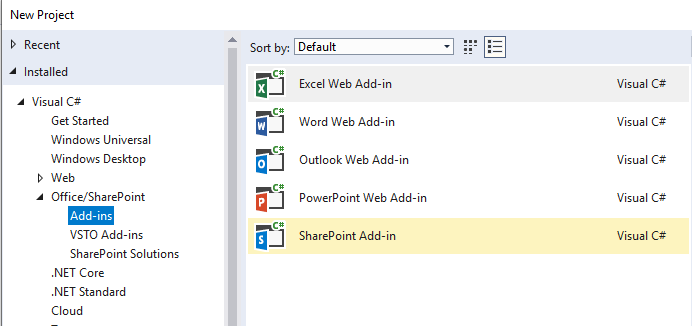 New Project
Recent
Installed
Visual C#
Get Started
Windows Universal
Windows Desktop
Web
Office/SharePoint
Add-ins
VSTO Add-ins
SharePoint Solutions
.NET Core
.NET Standard
Cloud
Sort by: Default
C# X Excel Web Add-in Visual C#
C# W Word Web Add-in Visual C#
C# O Outlook Web Add-in Visual C#
C# P PowerPoint Web Add-in Visual C#
C# S SharePoint Add-in Visual C#